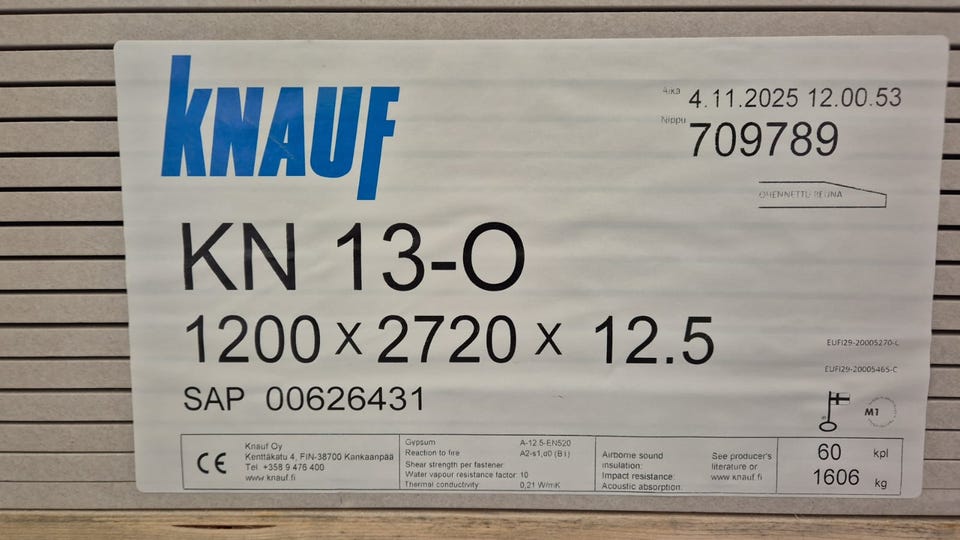 KNAUF
Aika 4.11.2025 12.00.53
Nippu 709789
OHENNETTU REUNA
KN 13-O
1200 x 2720 x 12.5
EUFI29-20005270-C
EUFI29-20005465-C
SAP 00626431
M1
CE
Knauf Oy
Kenttäkatu 4, FIN-38700 Kankaanpää
Tel. +358 9 476 400
www.knauf.fi
Gypsum A-12.5-EN520
Reaction to fire A2-s1,d0 (B1)
Shear strength per fastener:
Water vapour resistance factor: 10
Thermal conductivity: 0,21 W/mK
Airborne sound
insulation:
Impact resistance:
Acoustic absorption:
See producer's
literature or
www.knauf.fi
60 kpl
1606 kg